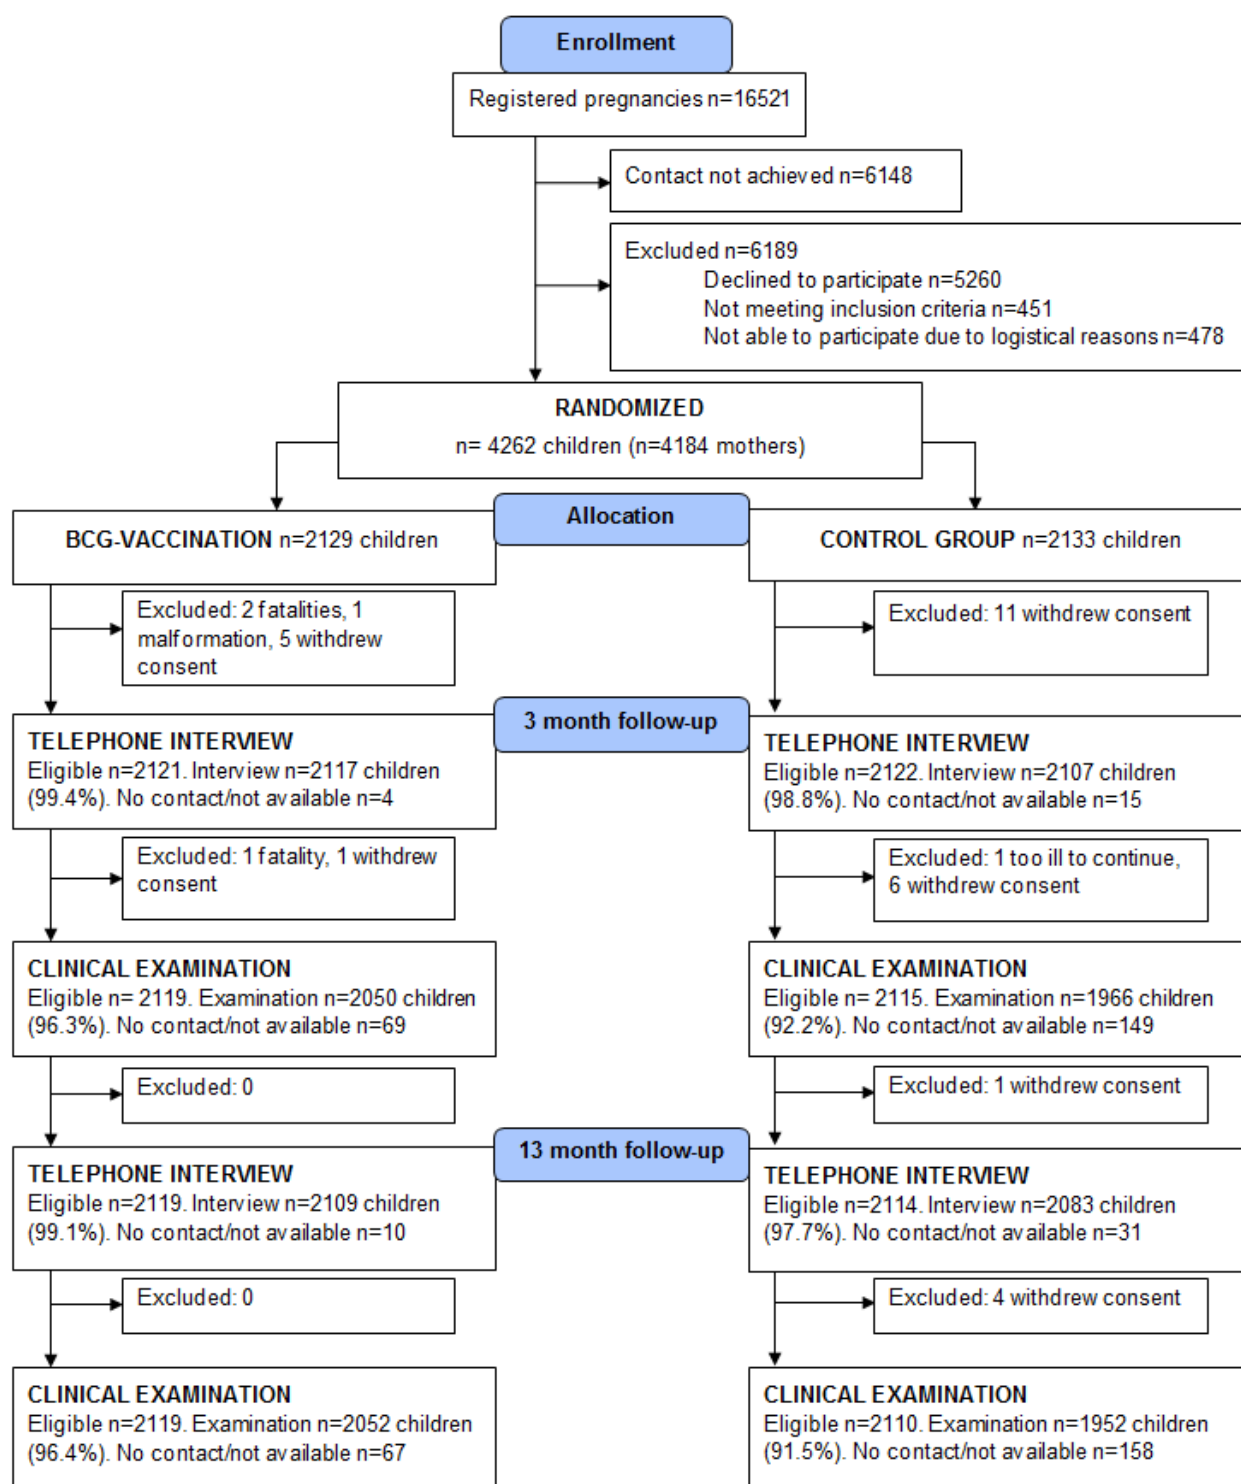 Enrollment
Registered pregnancies n=16521
Contact not achieved n=6148
Excluded n=6189
Declined to participate n=5260
Not meeting inclusion criteria n=451
Not able to participate due to logistical reasons n=478
RANDOMIZED
n= 4262 children (n=4184 mothers)
Allocation
BCG-VACCINATION n=2129 children
Excluded: 2 fatalities, 1
malformation, 5 withdrew
consent
CONTROL GROUP n=2133 children
Excluded: 11 withdrew consent
3 month follow-up
TELEPHONE INTERVIEW
Eligible n=2121. Interview n=2117 children
(99.4%). No contact/not available n=4
Excluded: 1 fatality, 1 withdrew
consent
TELEPHONE INTERVIEW
Eligible n=2122. Interview n=2107 children
(98.8%). No contact/not available n=15
Excluded: 1 too ill to continue,
6 withdrew consent
CLINICAL EXAMINATION
Eligible n= 2119. Examination n=2050 children
(96.3%). No contact/not available n=69
Excluded: 0
CLINICAL EXAMINATION
Eligible n= 2115. Examination n=1966 children
(92.2%). No contact/not available n=149
Excluded: 1 withdrew consent
13 month follow-up
TELEPHONE INTERVIEW
Eligible n=2119. Interview n=2109 children
(99.1%). No contact/not available n=10
Excluded: 0
TELEPHONE INTERVIEW
Eligible n=2114. Interview n=2083 children
(97.7%). No contact/not available n=31
Excluded: 4 withdrew consent
CLINICAL EXAMINATION
Eligible n=2119. Examination n=2052 children
(96.4%). No contact/not available n=67
CLINICAL EXAMINATION
Eligible n=2110. Examination n=1952 children
(91.5%). No contact/not available n=158